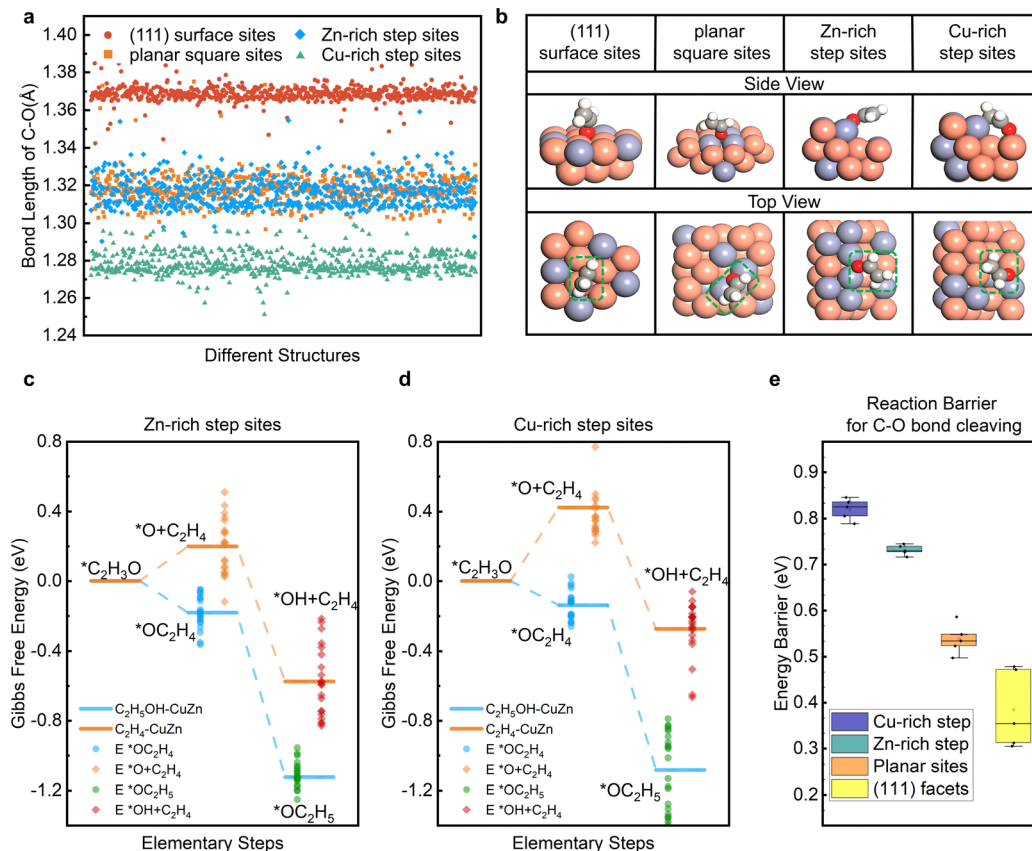 a
Bond Length of C-O(Å)
1.40
1.38
1.36
1.34
1.32
1.30
1.28
1.26
1.24
(111) surface sites
Zn-rich step sites
planar square sites
Cu-rich step sites
Different Structures
b
(111)
surface sites
planar
square sites
Zn-rich
step sites
Cu-rich
step sites
Side View
Top View
c
Zn-rich step sites
Gibbs Free Energy (eV)
0.8
0.4
0.0
-0.4
-0.8
-1.2
*C₂H₃O
*O+C₂H₄
*OC₂H₄
*OH+C₂H₄
*OC₂H₅
C₂H₅OH-CuZn
C₂H₄-CuZn
E *OC₂H₄
E *O+C₂H₄
E *OC₂H₅
E *OH+C₂H₄
Elementary Steps
d
Cu-rich step sites
Gibbs Free Energy (eV)
0.8
0.4
0.0
-0.4
-0.8
-1.2
*C₂H₃O
*O+C₂H₄
*OC₂H₄
*OH+C₂H₄
*OC₂H₅
C₂H₅OH-CuZn
C₂H₄-CuZn
E *OC₂H₄
E *O+C₂H₄
E *OC₂H₅
E *OH+C₂H₄
Elementary Steps
e
Reaction Barrier
for C-O bond cleaving
Energy Barrier (eV)
0.9
0.8
0.7
0.6
0.5
0.4
0.3
0.2
Cu-rich step
Zn-rich step
Planar sites
(111) facets